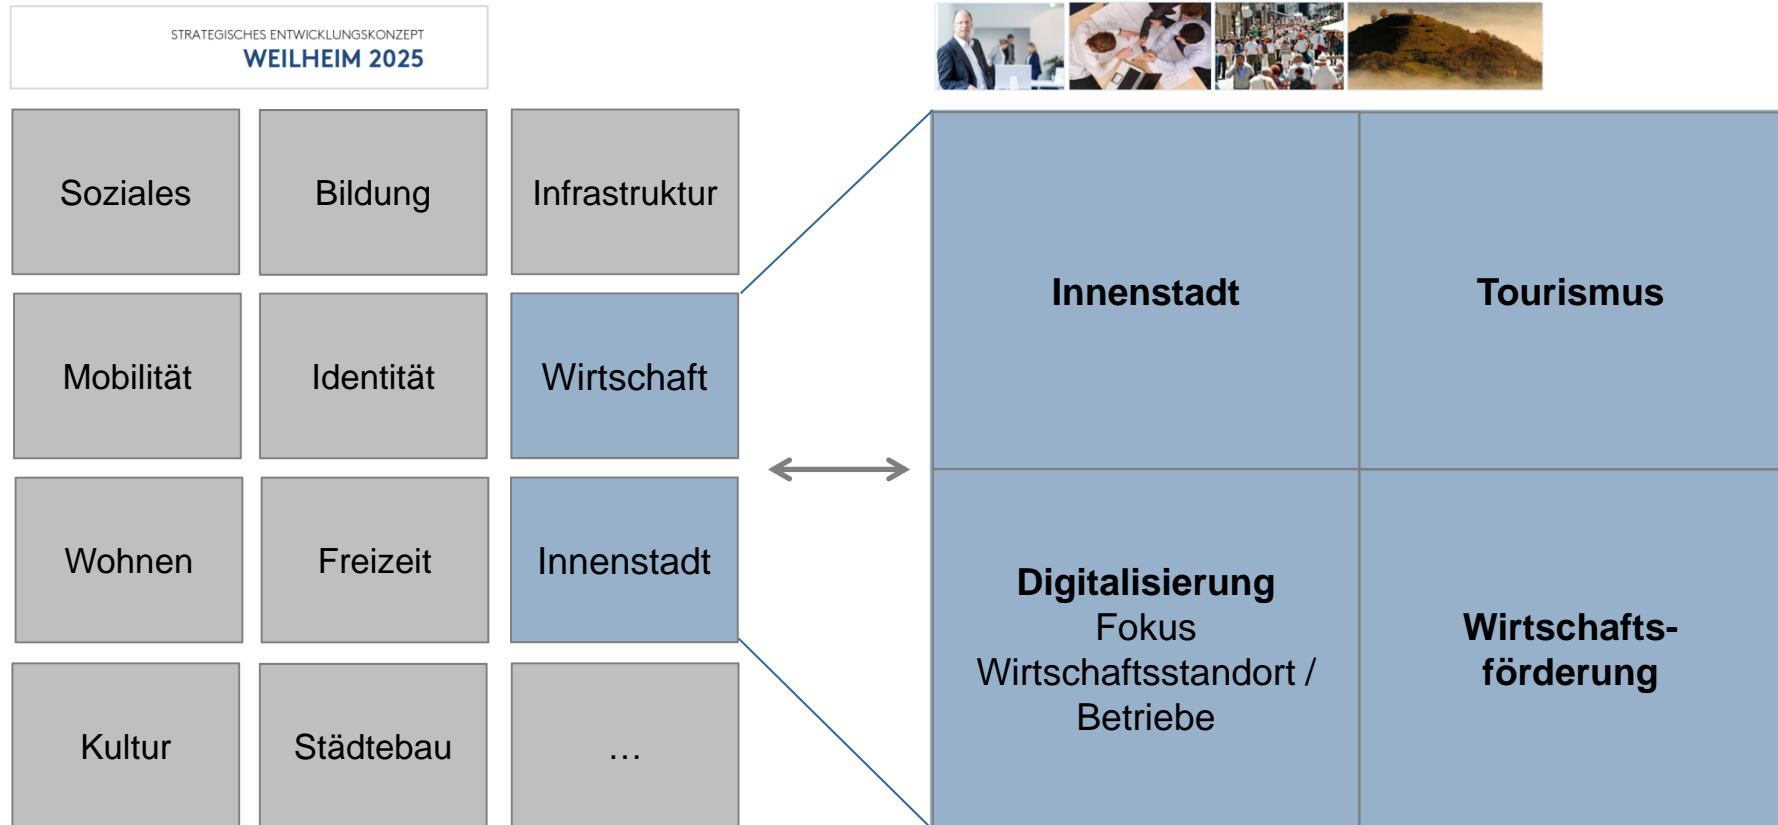 STRATEGISCHES ENTWICKLUNGSKONZEPT
WEILHEIM 2025
Soziales
Bildung
Infrastruktur
Mobilität
Identität
Wirtschaft
Wohnen
Freizeit
Innenstadt
Kultur
Städtebau
…
Innenstadt
Tourismus
Digitalisierung
Fokus
Wirtschaftsstandort /
Betriebe
Wirtschafts-
förderung